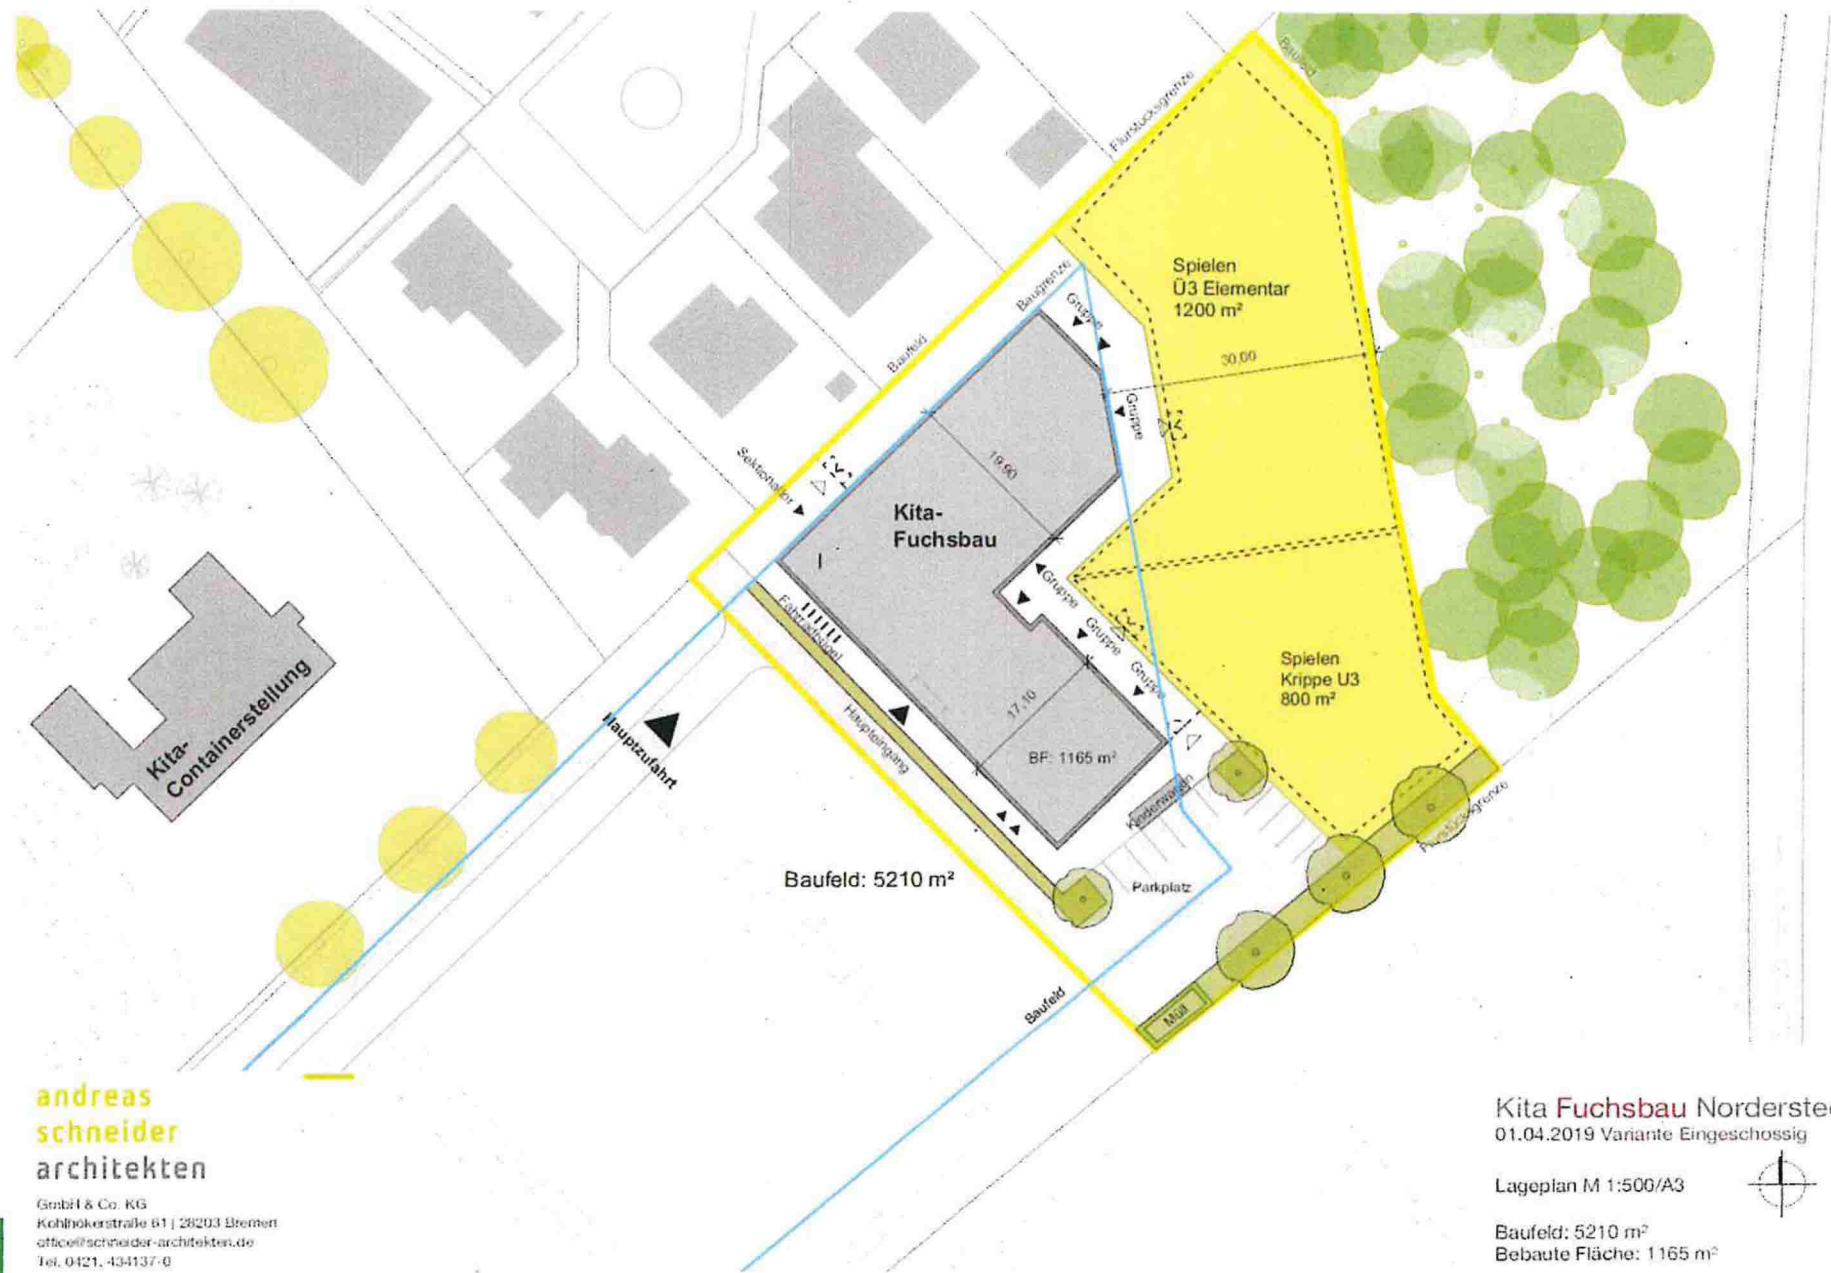 Baufeld
Flurstücksgrenze
Spielen
Ü3 Elementar
1200 m²
Baugrenze
Gruppe
Baufeld
30,00
Gruppe
Sektionaltor
19,90
Kita-
Fuchsbau
I
Gruppe
Fahrradbügel
Gruppe
Gruppe
Spielen
Krippe U3
800 m²
Kita-
Containerstellung
Hauptzufahrt
Haupteingang
17,10
BF: 1165 m²
Kinderwagen
Flurstücksgrenze
Baufeld: 5210 m²
Parkplatz
Baufeld
Müll
andreas
schneider
architekten
GmbH & Co. KG
Kohlhökerstraße 61 | 28203 Bremen
office@schneider-architekten.de
Tel. 0421. 434137-0
Kita Fuchsbau Norderste
01.04.2019 Variante Eingeschossig
Lageplan M 1:500/A3
Baufeld: 5210 m²
Bebaute Fläche: 1165 m²